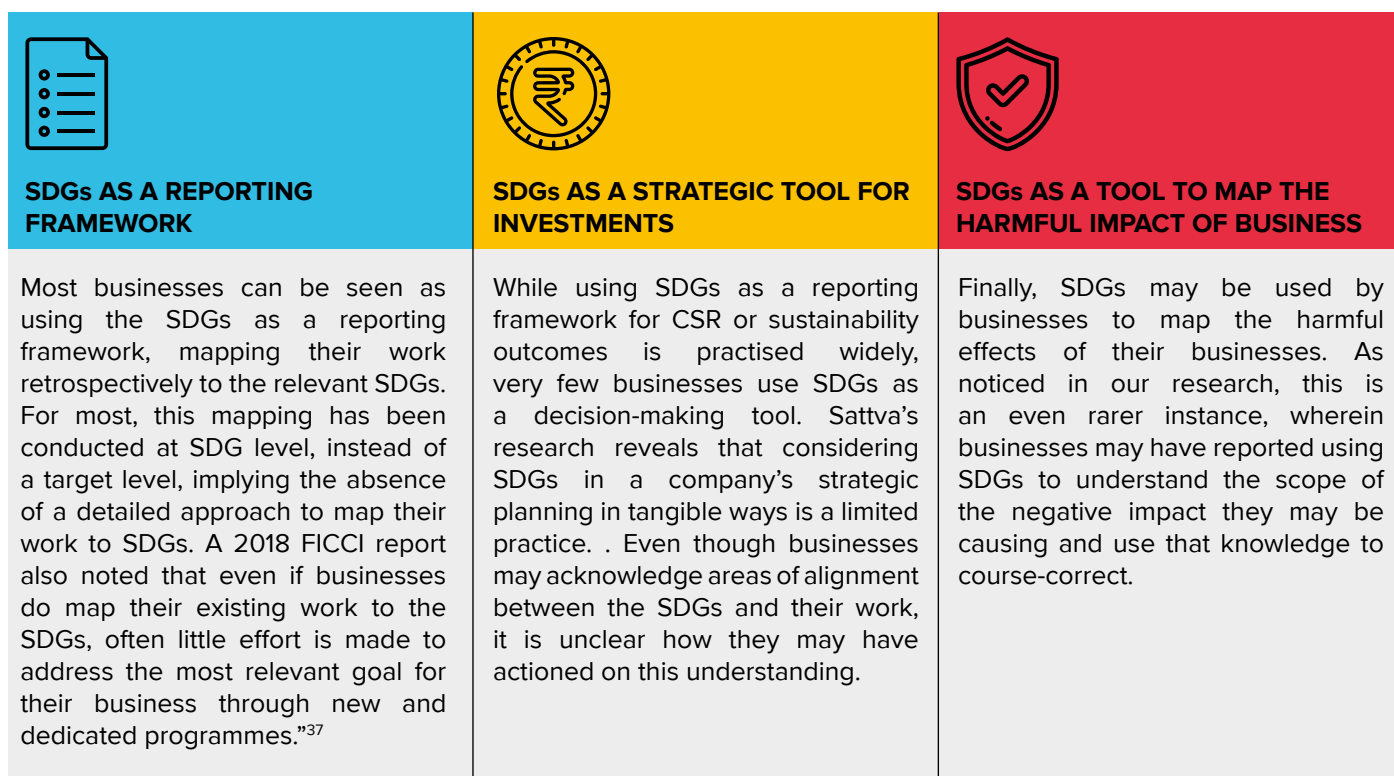 SDGs AS A REPORTING
FRAMEWORK
Most businesses can be seen as
using the SDGs as a reporting
framework, mapping their work
retrospectively to the relevant SDGs.
For most, this mapping has been
conducted at SDG level, instead of
a target level, implying the absence
of a detailed approach to map their
work to SDGs. A 2018 FICCI report
also noted that even if businesses
do map their existing work to the
SDGs, often little effort is made to
address the most relevant goal for
their business through new and
dedicated programmes.”37
SDGs AS A STRATEGIC TOOL FOR
INVESTMENTS
While using SDGs as a reporting
framework for CSR or sustainability
outcomes is practised widely,
very few businesses use SDGs as
a decision-making tool. Sattva’s
research reveals that considering
SDGs in a company’s strategic
planning in tangible ways is a limited
practice. . Even though businesses
may acknowledge areas of alignment
between the SDGs and their work,
it is unclear how they may have
actioned on this understanding.
SDGs AS A TOOL TO MAP THE
HARMFUL IMPACT OF BUSINESS
Finally, SDGs may be used by
businesses to map the harmful
effects of their businesses. As
noticed in our research, this is
an even rarer instance, wherein
businesses may have reported using
SDGs to understand the scope of
the negative impact they may be
causing and use that knowledge to
course-correct.